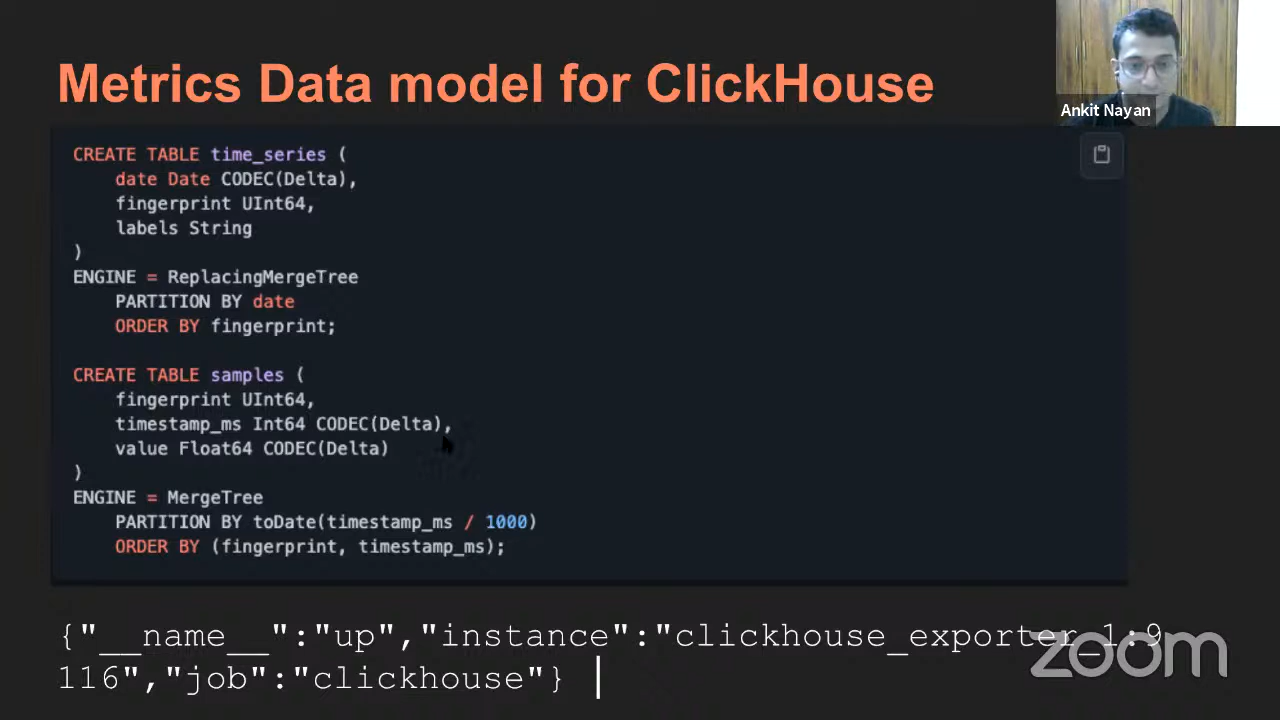 Metrics Data model for ClickHouse
Ankit Nayan
CREATE TABLE time_series (
date Date CODEC(Delta),
fingerprint UInt64,
labels String
)
ENGINE = ReplacingMergeTree
PARTITION BY date
ORDER BY fingerprint;
CREATE TABLE samples (
fingerprint UInt64,
timestamp_ms Int64 CODEC(Delta),
value Float64 CODEC(Delta)
)
ENGINE = MergeTree
PARTITION BY toDate(timestamp_ms / 1000)
ORDER BY (fingerprint, timestamp_ms);
{"__name__":"up","instance":"clickhouse_exporter_1:9
116","job":"clickhouse"}
zoom